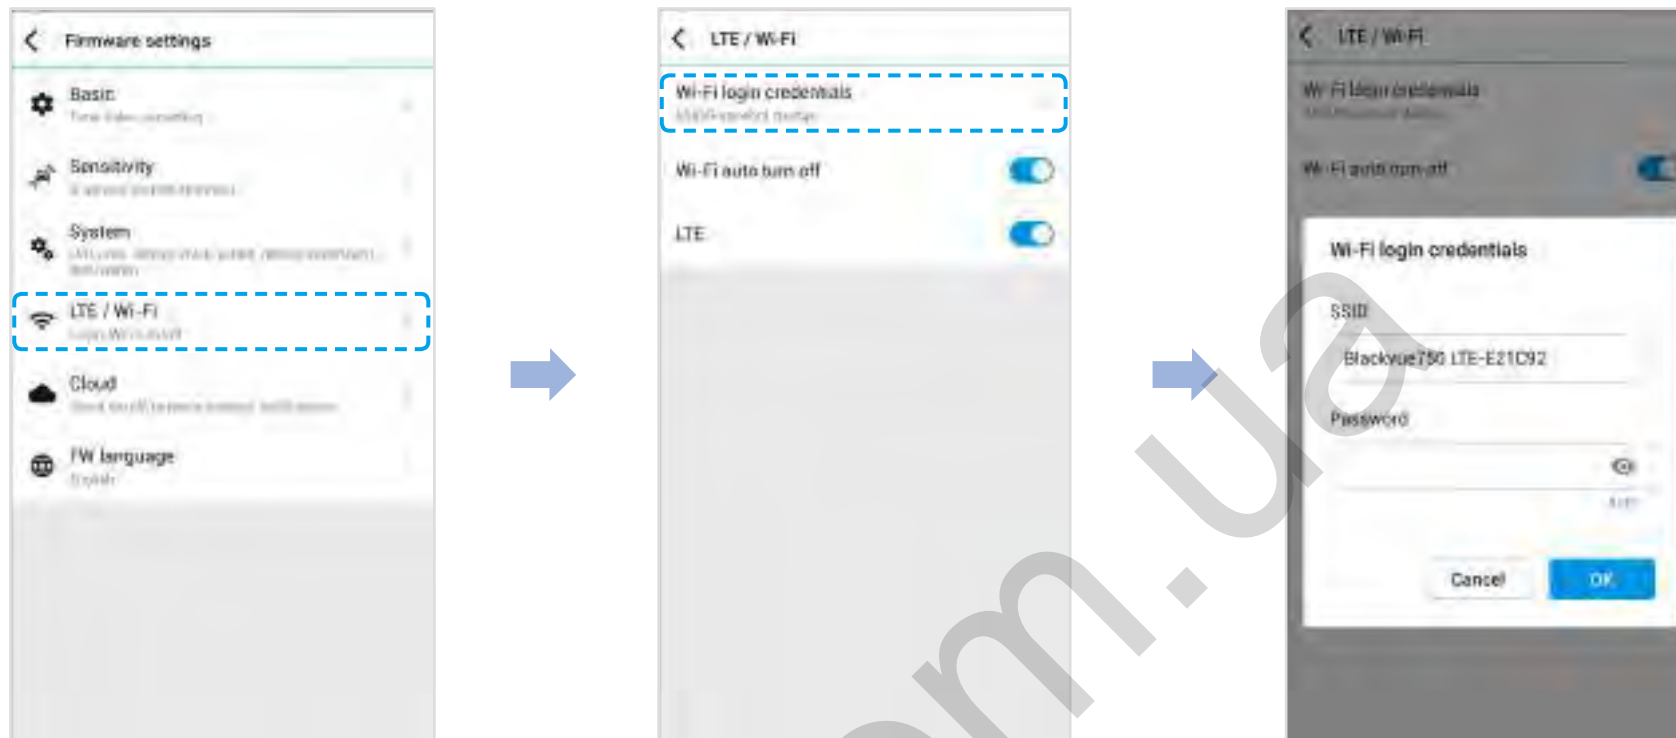 Firmware settings
Basic
Sensitivity
System
LTE / Wi-Fi
Cloud
FW language
English
LTE / Wi-Fi
Wi-Fi login credentials
Wi-Fi auto turn off
LTE
LTE / Wi-Fi
Wi-Fi login credentials
Wi-Fi auto turn off
Wi-Fi login credentials
SSID
Blackvue750 LTE-E21C92
Password
Cancel OK
om.ua